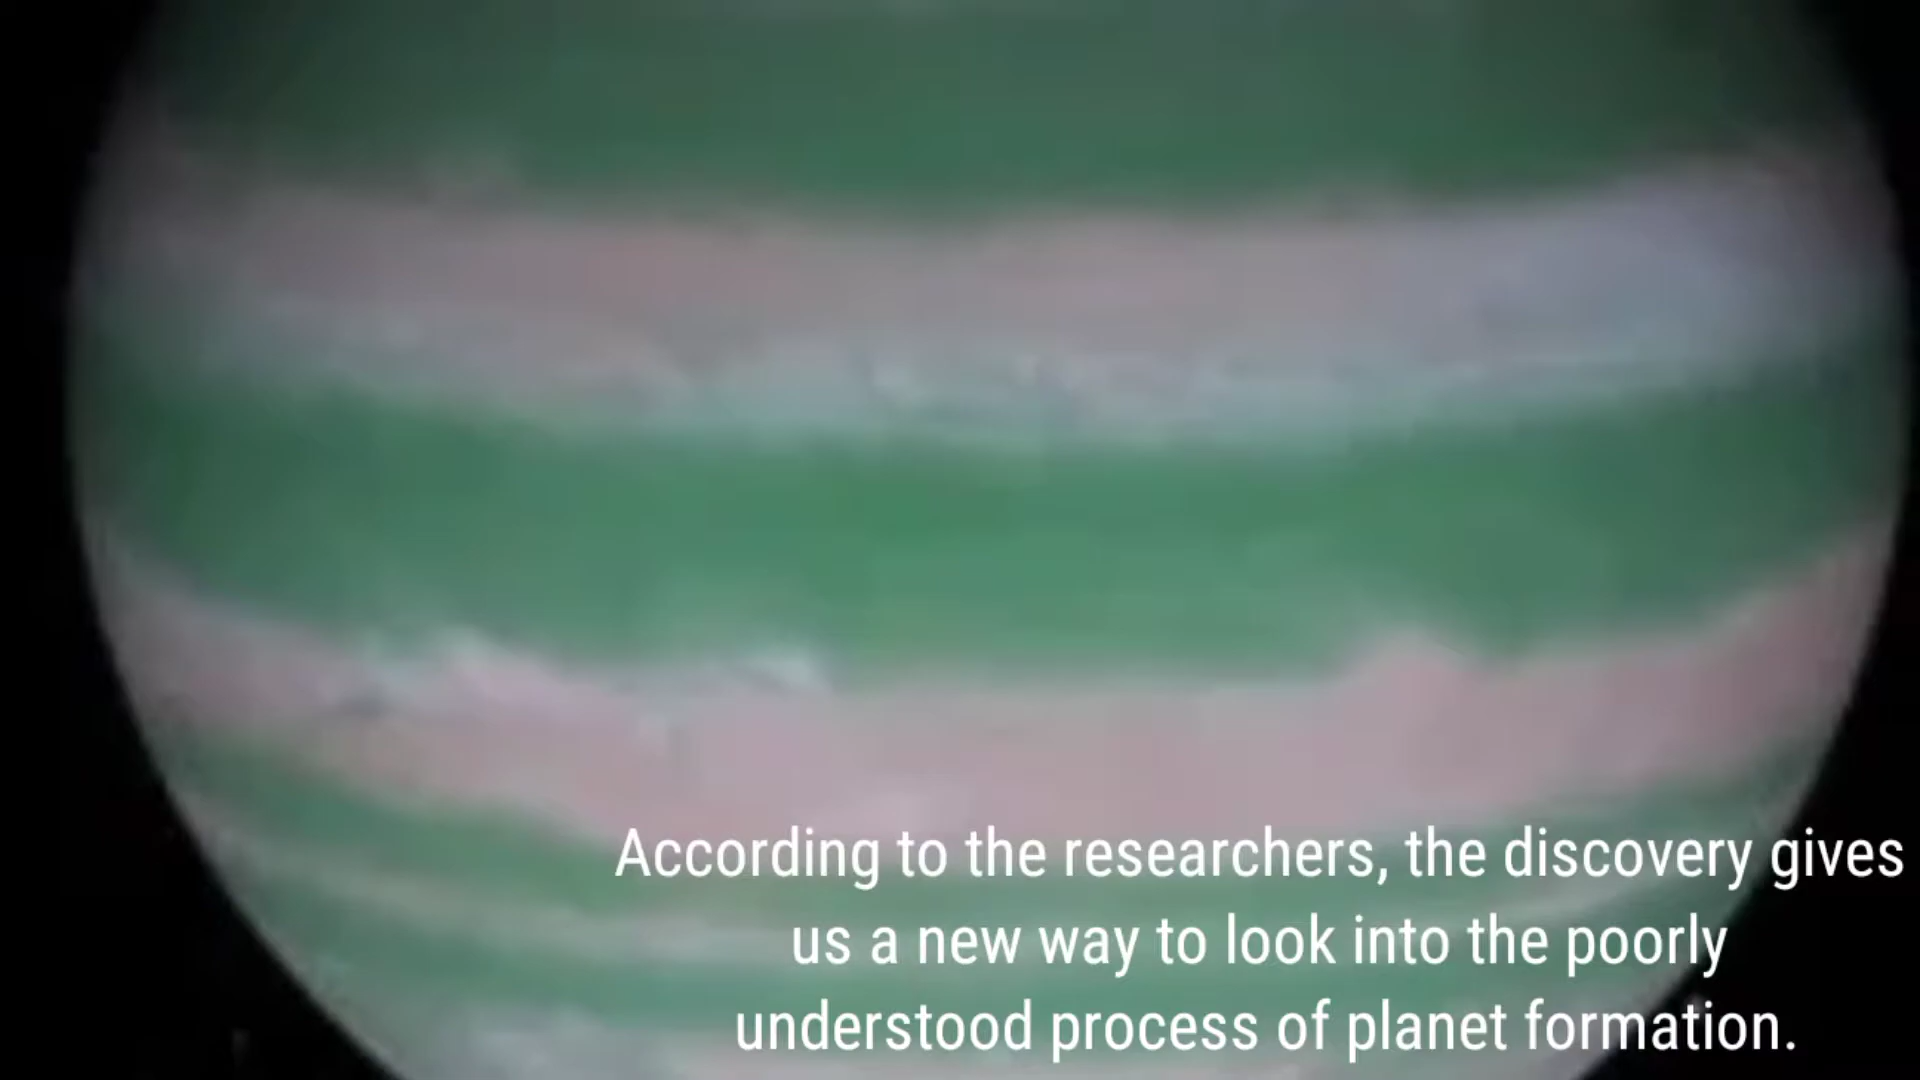 According to the researchers, the discovery gives
us a new way to look into the poorly
understood process of planet formation.